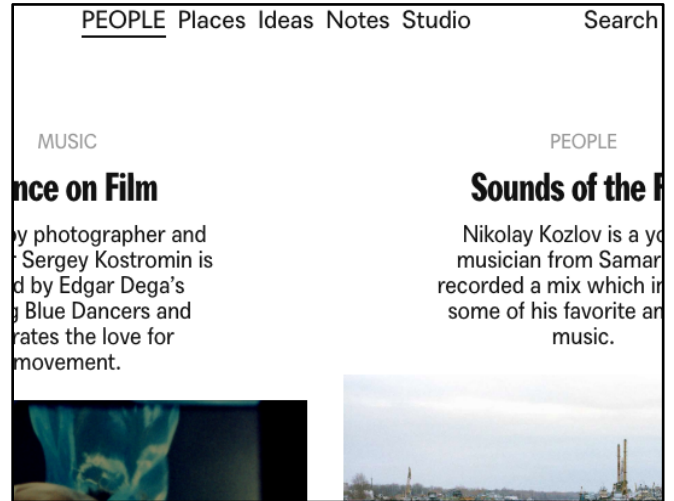 PEOPLE Places Ideas Notes Studio Search
MUSIC
nce on Film
by photographer and
Sergey Kostromin is
d by Edgar Dega's
g Blue Dancers and
rates the love for
movement.
PEOPLE
Sounds of the
Nikolay Kozlov is a yo
musician from Samar
recorded a mix which in
some of his favorite an
music.